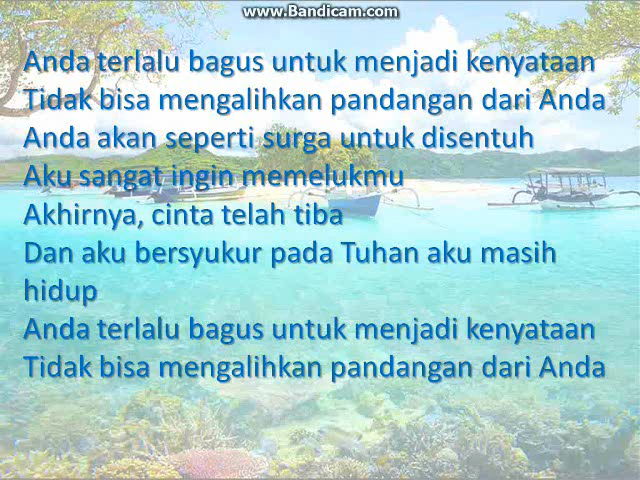 www.Bandicam.com
Anda terlalu bagus untuk menjadi kenyataan
Tidak bisa mengalihkan pandangan dari Anda
Anda akan seperti surga untuk disentuh
Aku sangat ingin memelukmu
Akhirnya, cinta telah tiba
Dan aku bersyukur pada Tuhan aku masih
hidup
Anda terlalu bagus untuk menjadi kenyataan
Tidak bisa mengalihkan pandangan dari Anda